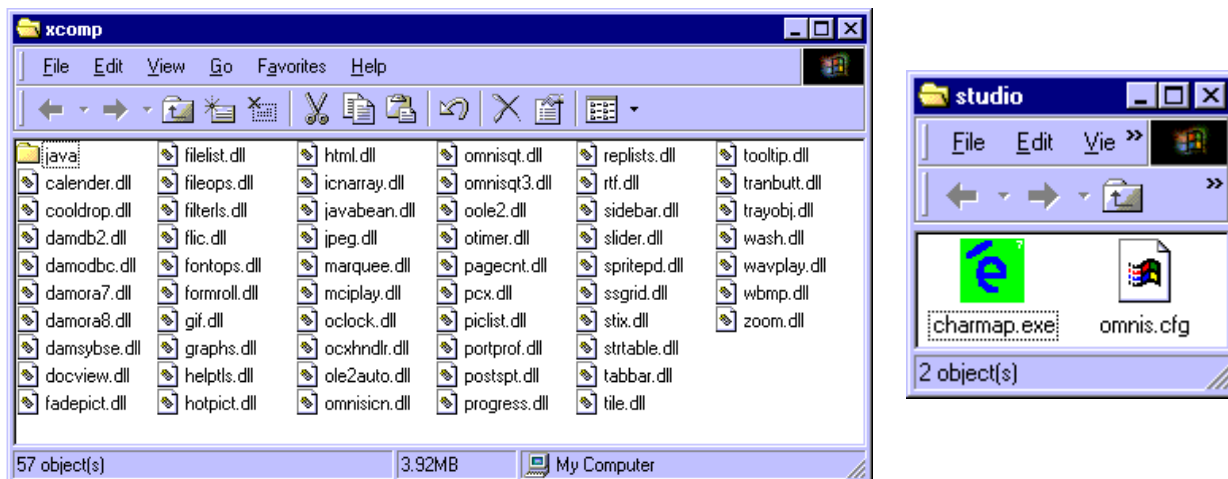 xcomp
File Edit View Go Favorites Help
java filelist.dll html.dll omnisqt.dll replists.dll tooltip.dll
calender.dll fileops.dll icnarray.dll omnisqt3.dll rtf.dll tranbutt.dll
cooldrop.dll filterls.dll javabean.dll oole2.dll sidebar.dll trayobj.dll
damdb2.dll flic.dll jpeg.dll otimer.dll slider.dll wash.dll
damodbc.dll fontops.dll marquee.dll pagecnt.dll spritepd.dll wavplay.dll
damora7.dll formroll.dll mciplay.dll pcx.dll ssgrid.dll wbmp.dll
damora8.dll gif.dll oclock.dll piclist.dll stix.dll zoom.dll
damsybse.dll graphs.dll ocxhndlr.dll portprof.dll strtable.dll
docview.dll helptls.dll ole2auto.dll postspt.dll tabbar.dll
fadepict.dll hotpict.dll omnisicn.dll progress.dll tile.dll
57 object(s) 3.92MB My Computer
studio
File Edit Vie »
»
charmap.exe omnis.cfg
2 object(s)